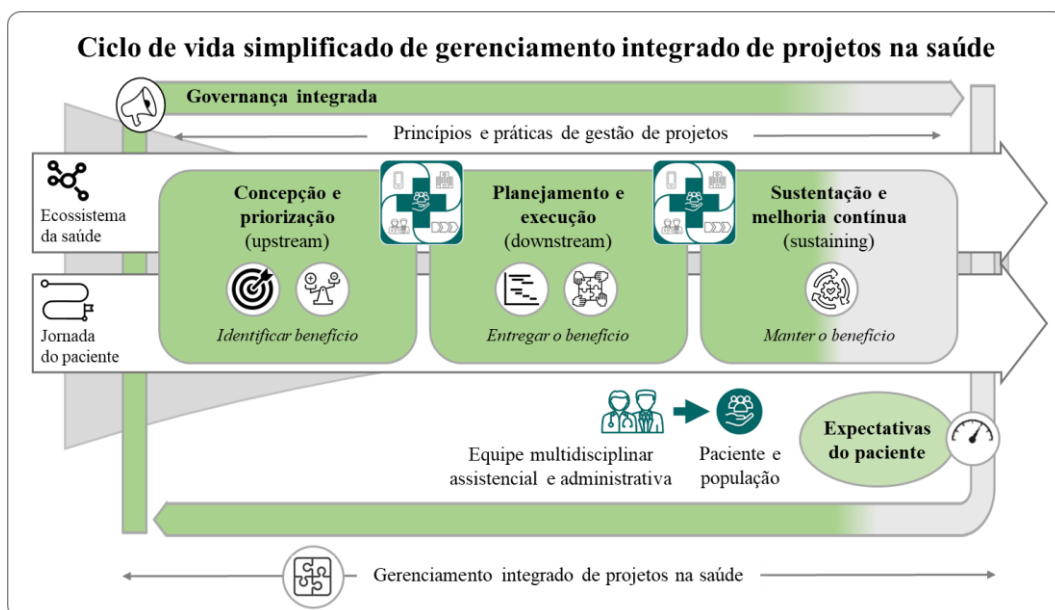 Ciclo de vida simplificado de gerenciamento integrado de projetos na saúde
Governança integrada
Princípios e práticas de gestão de projetos
Ecossistema
da saúde
Concepção e
priorização
(upstream)
Identificar benefício
Planejamento e
execução
(downstream)
Entregar o benefício
Sustentação e
melhoria contínua
(sustaining)
Manter o benefício
Jornada
do paciente
Equipe multidisciplinar
assistencial e administrativa
Paciente e
população
Expectativas
do paciente
Gerenciamento integrado de projetos na saúde